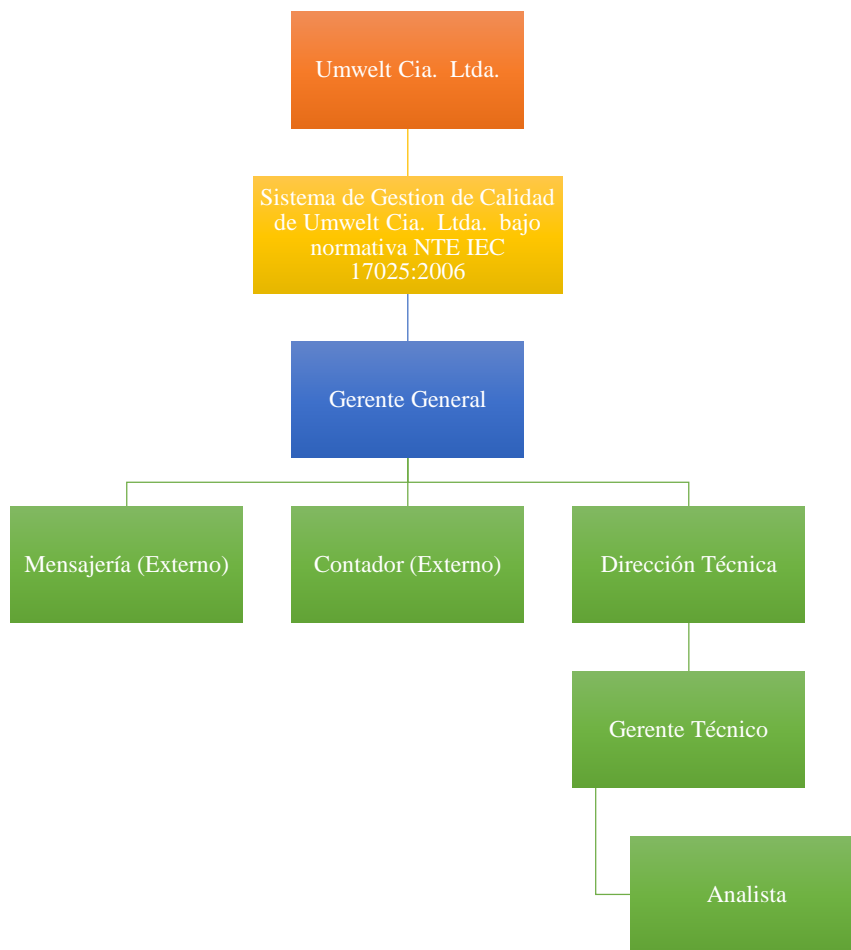 Umwelt Cia. Ltda.
Sistema de Gestion de Calidad
de Umwelt Cia. Ltda. bajo
normativa NTE IEC
17025:2006
Gerente General
Mensajería (Externo)
Contador (Externo)
Dirección Técnica
Gerente Técnico
Analista